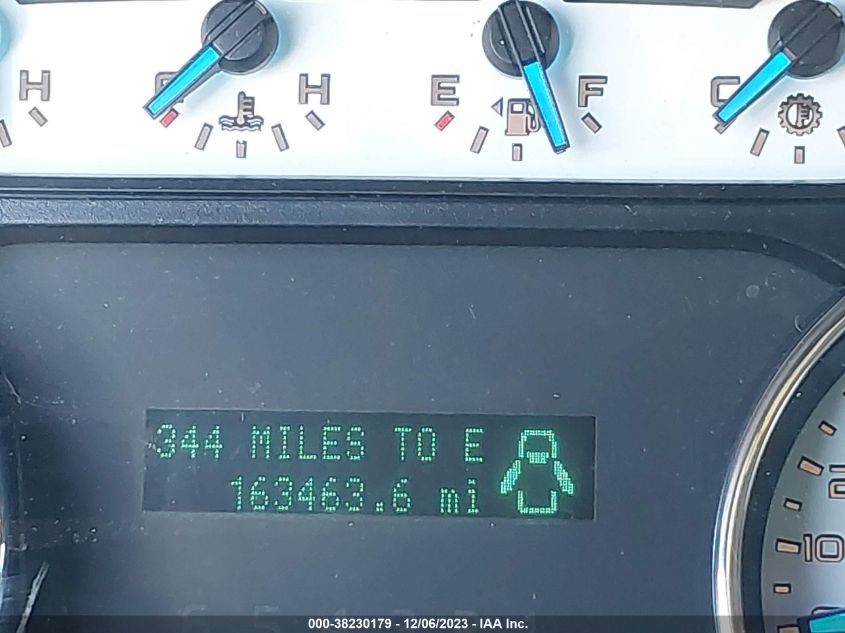 H H E F C
344 MILES TO E
163463.6 mi
10
000-38230179 - 12/06/2023 - IAA Inc.